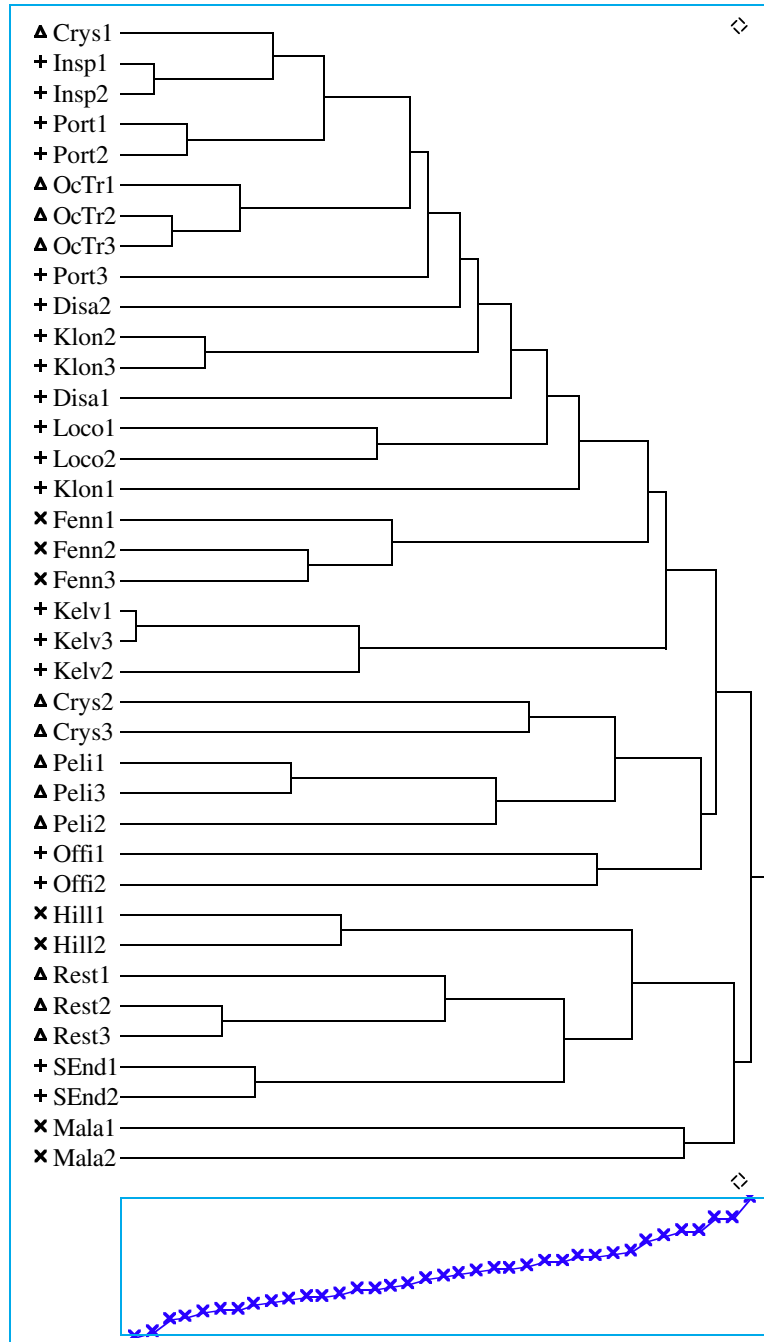 Crys1
Insp1
Insp2
Port1
Port2
OcTr1
OcTr2
OcTr3
Port3
Disa2
Klon2
Klon3
Disa1
Loco1
Loco2
Klon1
Fenn1
Fenn2
Fenn3
Kelv1
Kelv3
Kelv2
Crys2
Crys3
Peli1
Peli3
Peli2
Offi1
Offi2
Hill1
Hill2
Rest1
Rest2
Rest3
SEnd1
SEnd2
Mala1
Mala2